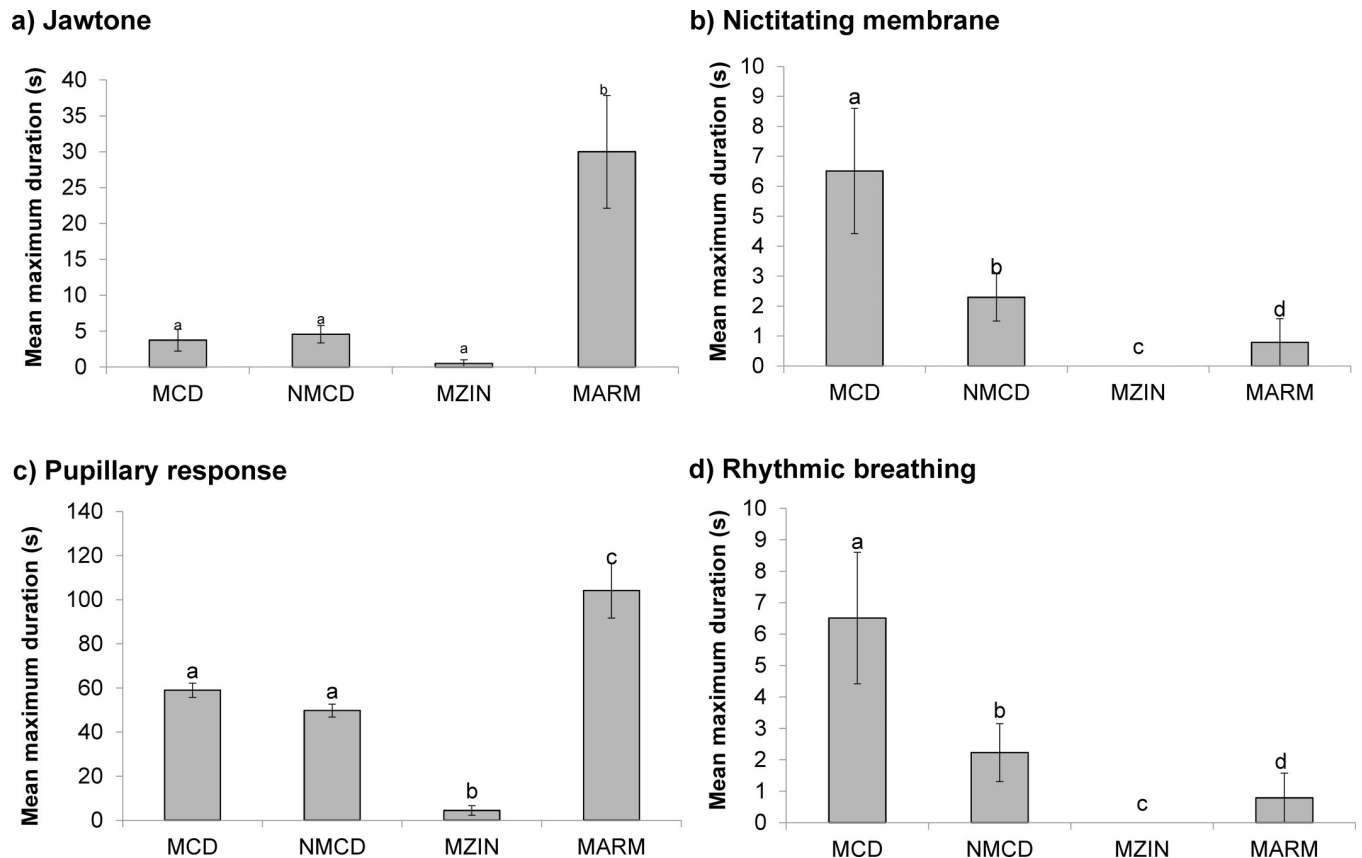 a) Jawtone
Mean maximum duration (s)
40
35
30
25
20
15
10
5
0
a
a
a
b
MCD NMCD MZIN MARM
b) Nictitating membrane
Mean maximum duration (s)
10
9
8
7
6
5
4
3
2
1
0
a
b
c
d
MCD NMCD MZIN MARM
c) Pupillary response
Mean maximum duration (s)
140
120
100
80
60
40
20
0
a
a
b
c
MCD NMCD MZIN MARM
d) Rhythmic breathing
Mean maximum duration (s)
10
9
8
7
6
5
4
3
2
1
0
a
b
c
d
MCD NMCD MZIN MARM